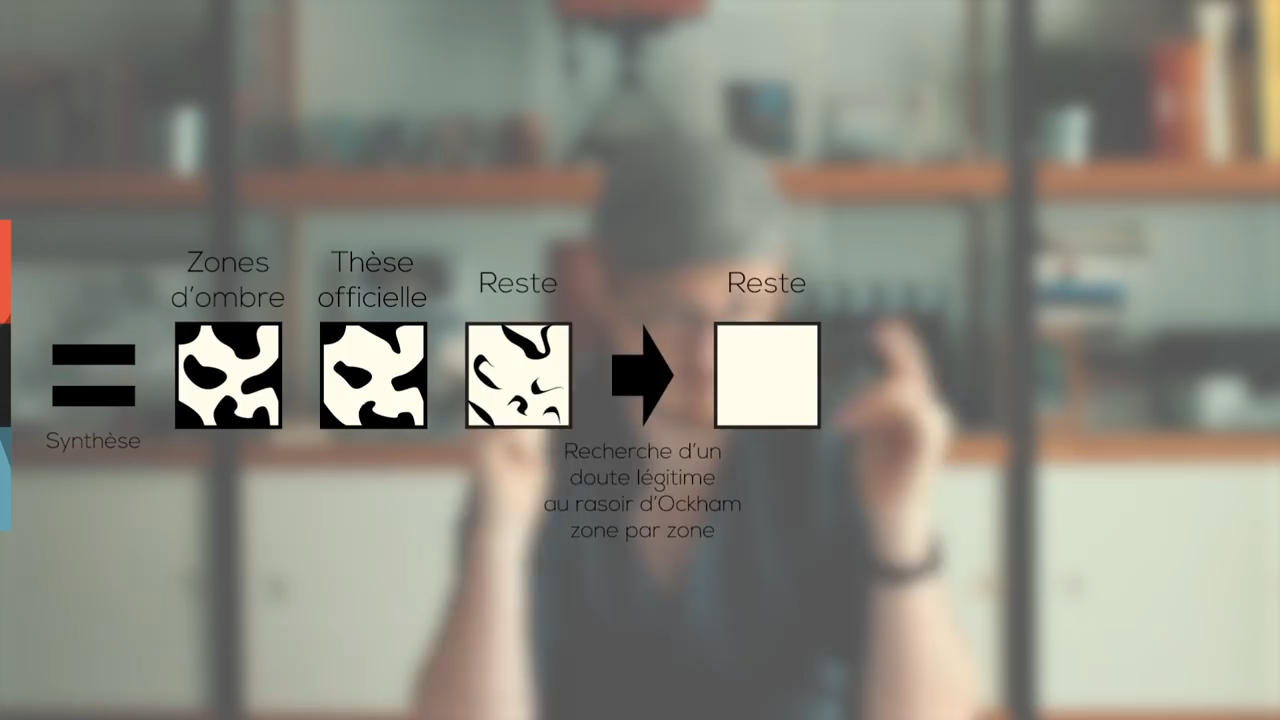 Zones
d'ombre
Thèse
officielle
Reste
Reste
Synthèse
Recherche d'un
doute légitime
au rasoir d'Ockham
zone par zone